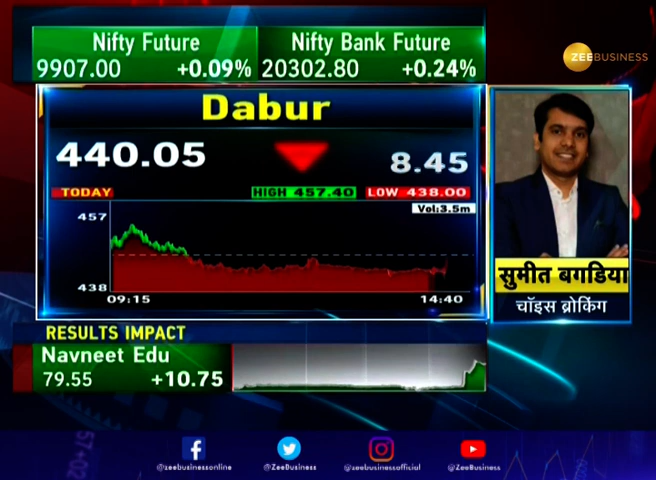 Nifty Future
9907.00 +0.09%
Nifty Bank Future
20302.80 +0.24%
ZEEBUSINESS
Dabur
440.05 8.45
TODAY HIGH 457.40 LOW 438.00
Vol:3.5m
457
438
09:15 14:40
सुमीत बगडिया
चॉइस ब्रोकिंग
RESULTS IMPACT
Navneet Edu
79.55 +10.75
@zeebusinessonline @ZeeBusiness @zeebusinessofficial @ZeeBusiness